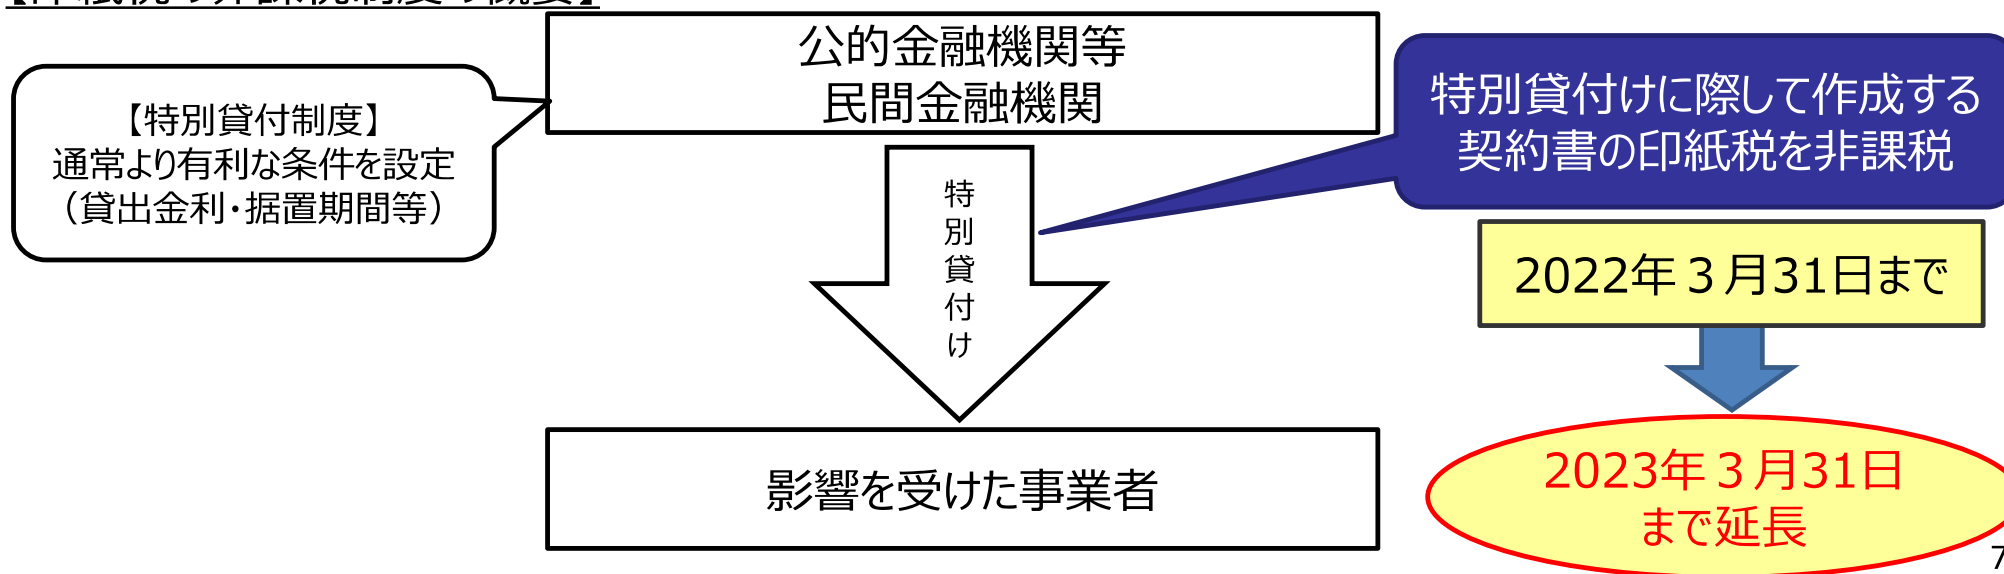 公的金融機関等
民間金融機関
【特別貸付制度】
通常より有利な条件を設定
（貸出金利・据置期間等）
特別貸付けに際して作成する
契約書の印紙税を非課税
特別貸付け
2022年３月31日まで
影響を受けた事業者
2023年３月31日
まで延長
7